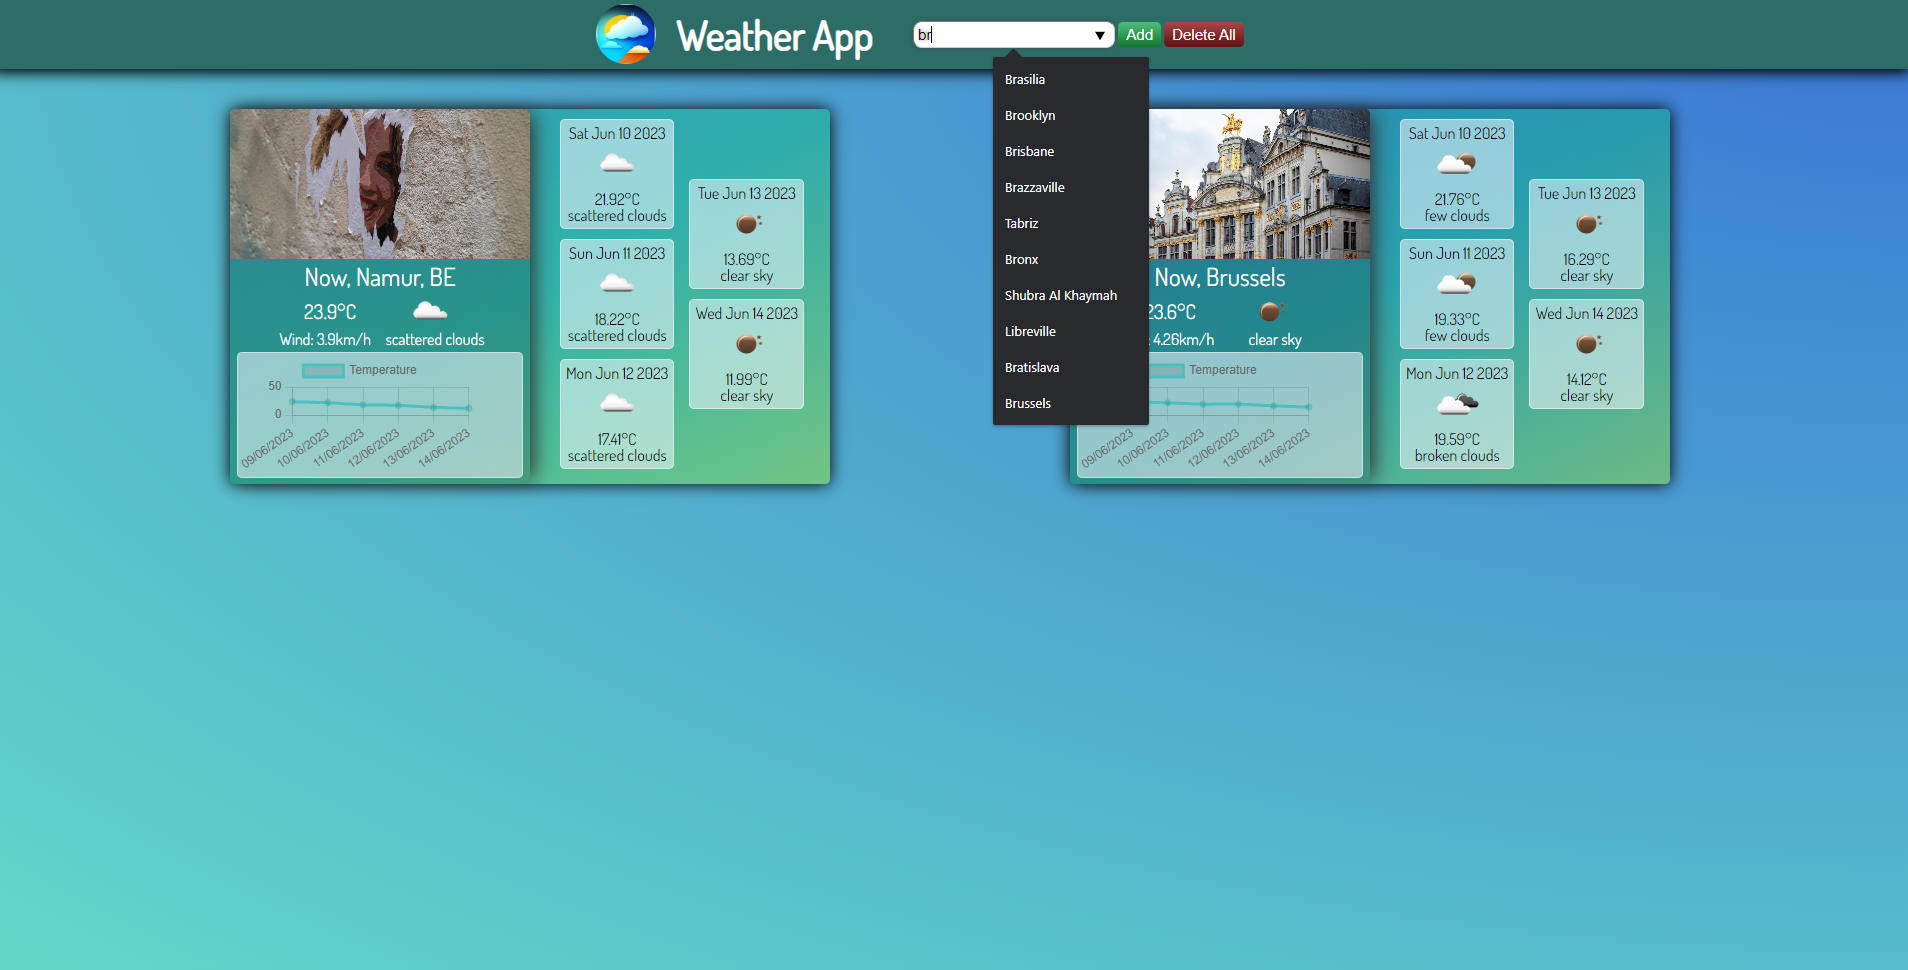 Weather App
br
Add
Delete All
Brasilia
Brooklyn
Brisbane
Brazzaville
Tabriz
Bronx
Shubra Al Khaymah
Libreville
Bratislava
Brussels
Now, Namur, BE
23.9°C
Wind: 3.9km/h
scattered clouds
Temperature
50
0
09/06/2023
10/06/2023
11/06/2023
12/06/2023
13/06/2023
14/06/2023
Sat Jun 10 2023
21.92°C
scattered clouds
Sun Jun 11 2023
18.22°C
scattered clouds
Mon Jun 12 2023
17.41°C
scattered clouds
Tue Jun 13 2023
13.69°C
clear sky
Wed Jun 14 2023
11.99°C
clear sky
Now, Brussels
23.6°C
: 4.26km/h
clear sky
Temperature
09/06/2023
10/06/2023
11/06/2023
12/06/2023
13/06/2023
14/06/2023
Sat Jun 10 2023
21.76°C
few clouds
Sun Jun 11 2023
19.33°C
few clouds
Mon Jun 12 2023
19.59°C
broken clouds
Tue Jun 13 2023
16.29°C
clear sky
Wed Jun 14 2023
14.12°C
clear sky